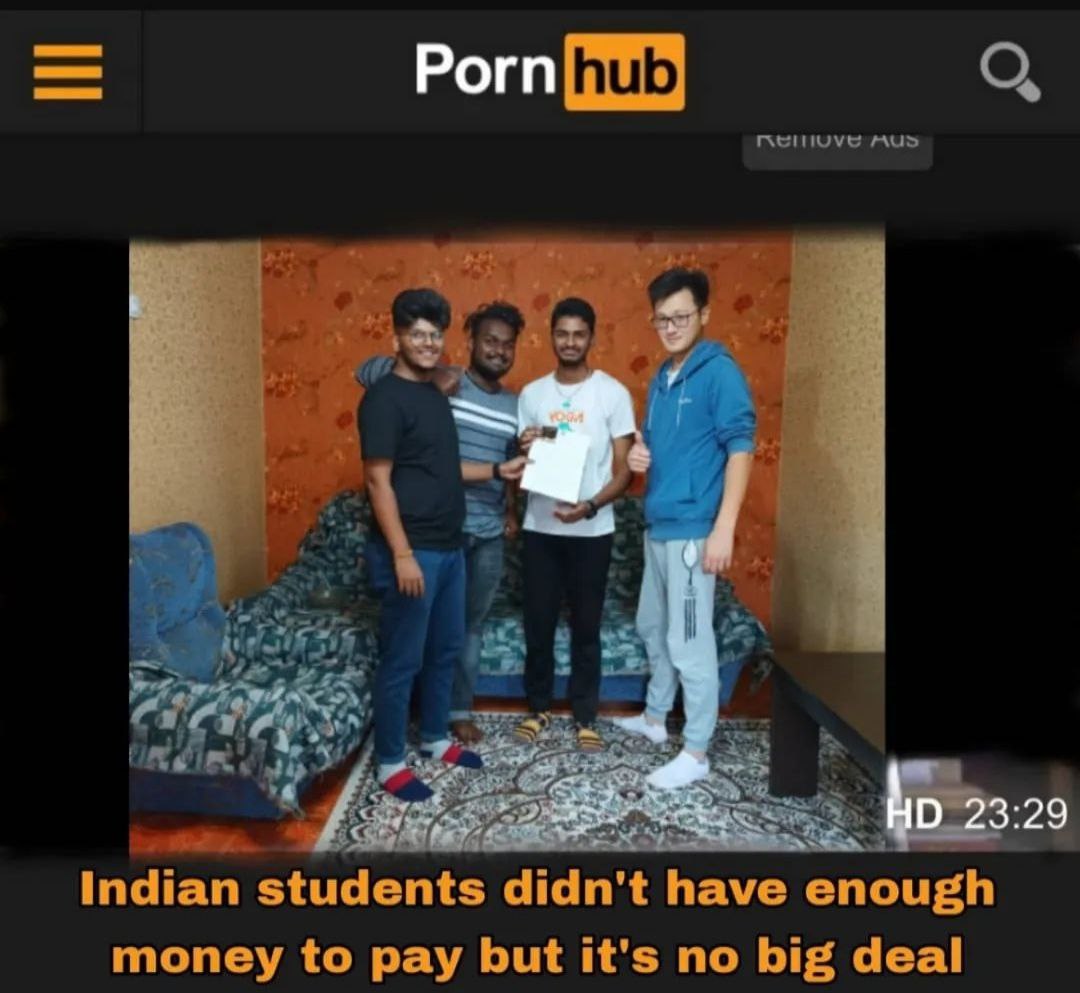 Porn hub
Remove Ads
YOGA
HD 23:29
Indian students didn't have enough
money to pay but it's no big deal